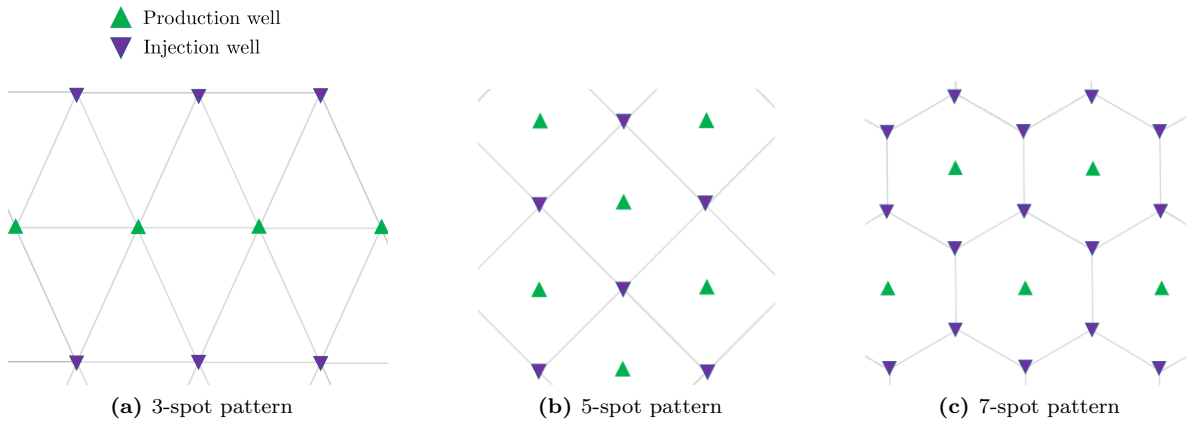 Production well
Injection well
(a) 3-spot pattern
(b) 5-spot pattern
(c) 7-spot pattern